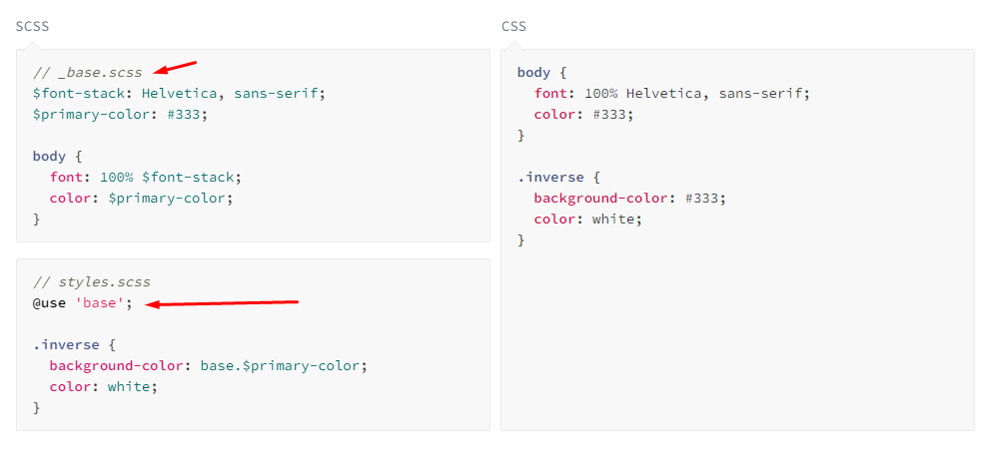 SCSS
// _base.scss
$font-stack: Helvetica, sans-serif;
$primary-color: #333;
body {
  font: 100% $font-stack;
  color: $primary-color;
}
// styles.scss
@use 'base';
.inverse {
  background-color: base.$primary-color;
  color: white;
}
CSS
body {
  font: 100% Helvetica, sans-serif;
  color: #333;
}
.inverse {
  background-color: #333;
  color: white;
}